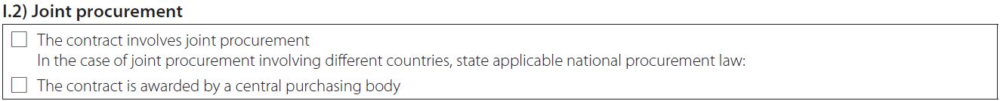 I.2) Joint procurement
The contract involves joint procurement
In the case of joint procurement involving different countries, state applicable national procurement law:
The contract is awarded by a central purchasing body